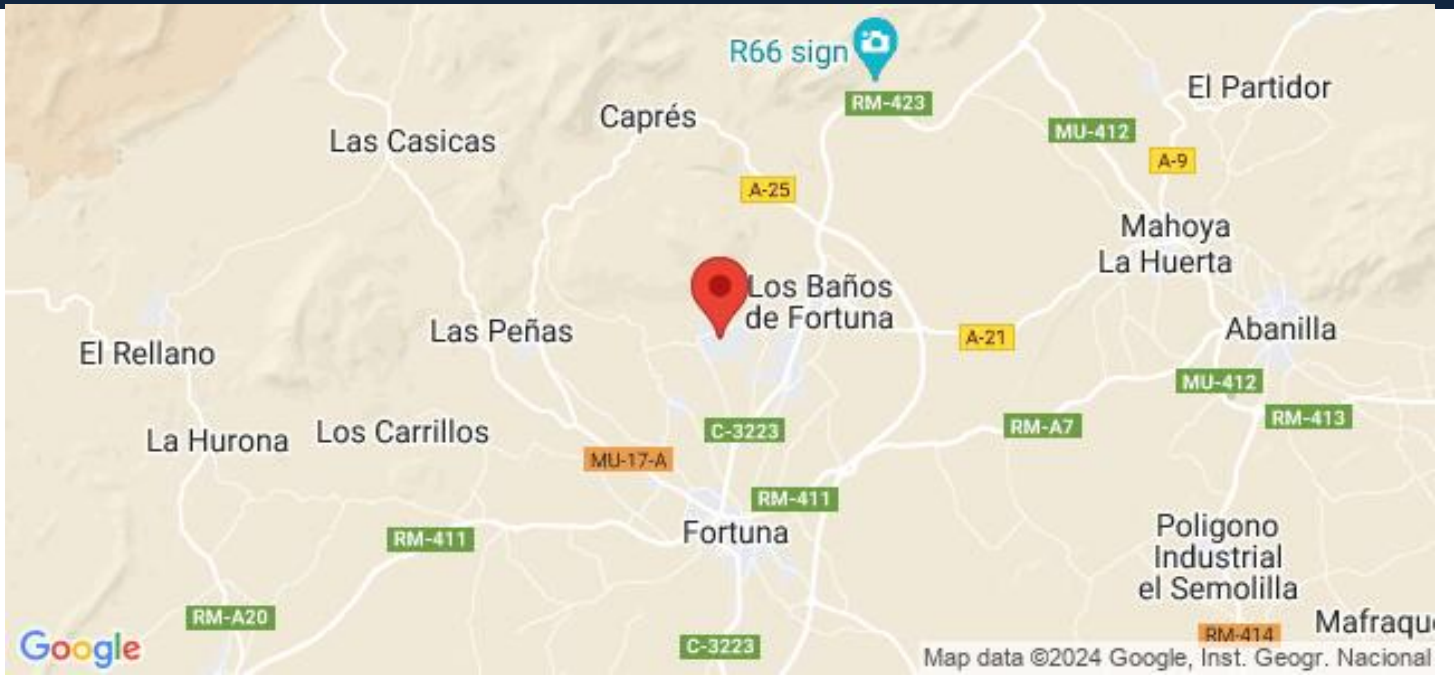 R66 sign
RM-423
El Partidor
Caprés
Las Casicas
MU-412
A-9
A-25
Mahoya
La Huerta
Los Baños
de Fortuna
Las Peñas
A-21
Abanilla
El Rellano
MU-412
RM-413
La Hurona
Los Carrillos
C-3223
RM-A7
MU-17-A
RM-411
Fortuna
RM-411
Poligono
Industrial
el Semolilla
RM-A20
Mafraqu
RM-414
Google
C-3223
Map data ©2024 Google, Inst. Geogr. Nacional